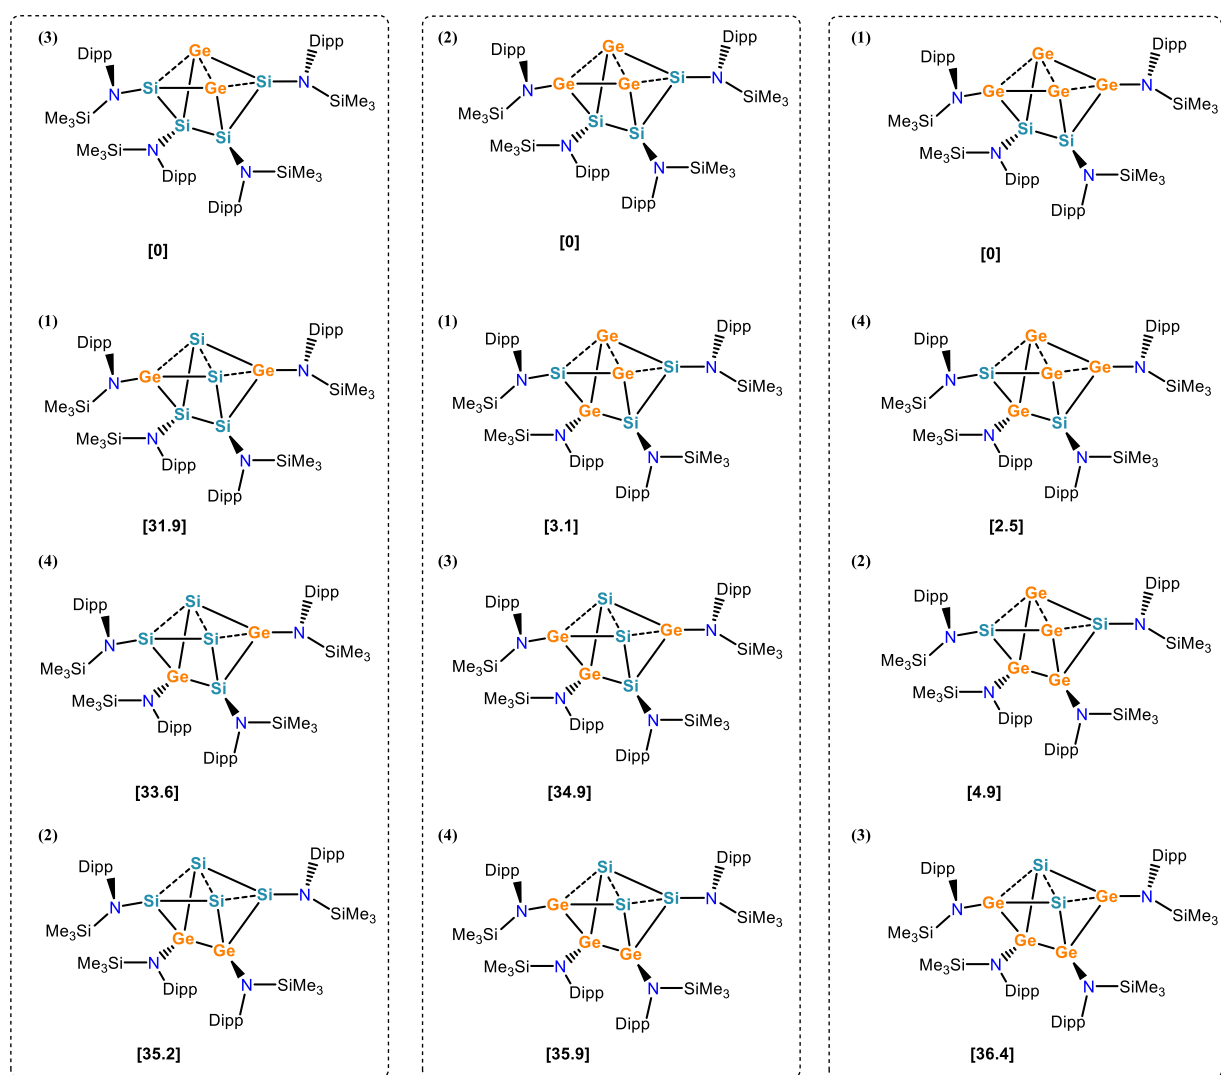 (3)
Ge
Dipp
Dipp
Si
Ge
Si
N
N
SiMe3
Me3Si
Si
Si
Me3Si
N
Dipp
N
SiMe3
Dipp
[0]
(1)
Si
Dipp
Dipp
Ge
Si
Ge
N
N
SiMe3
Me3Si
Si
Si
Me3Si
N
Dipp
N
SiMe3
Dipp
[31.9]
(4)
Si
Dipp
Dipp
Si
Si
Ge
N
N
SiMe3
Me3Si
Ge
Si
Me3Si
N
Dipp
N
SiMe3
Dipp
[33.6]
(2)
Si
Dipp
Dipp
Si
Si
Si
N
N
SiMe3
Me3Si
Ge
Ge
Me3Si
N
Dipp
N
SiMe3
Dipp
[35.2]
(2)
Ge
Dipp
Dipp
Ge
Ge
Si
N
N
SiMe3
Me3Si
Si
Si
Me3Si
N
Dipp
N
SiMe3
Dipp
[0]
(1)
Ge
Dipp
Dipp
Si
Ge
Si
N
N
SiMe3
Me3Si
Ge
Si
Me3Si
N
Dipp
N
SiMe3
Dipp
[3.1]
(3)
Si
Dipp
Dipp
Ge
Si
Ge
N
N
SiMe3
Me3Si
Ge
Si
Me3Si
N
Dipp
N
SiMe3
Dipp
[34.9]
(4)
Si
Dipp
Dipp
Ge
Si
Si
N
N
SiMe3
Me3Si
Ge
Ge
Me3Si
N
Dipp
N
SiMe3
Dipp
[35.9]
(1)
Ge
Dipp
Dipp
Ge
Ge
Ge
N
N
SiMe3
Me3Si
Si
Si
Me3Si
N
Dipp
N
SiMe3
Dipp
[0]
(4)
Ge
Dipp
Dipp
Si
Ge
Ge
N
N
SiMe3
Me3Si
Ge
Si
Me3Si
N
Dipp
N
SiMe3
Dipp
[2.5]
(2)
Ge
Dipp
Dipp
Si
Ge
Si
N
N
SiMe3
Me3Si
Ge
Ge
Me3Si
N
Dipp
N
SiMe3
Dipp
[4.9]
(3)
Si
Dipp
Dipp
Ge
Si
Ge
N
N
SiMe3
Me3Si
Ge
Ge
Me3Si
N
Dipp
N
SiMe3
Dipp
[36.4]